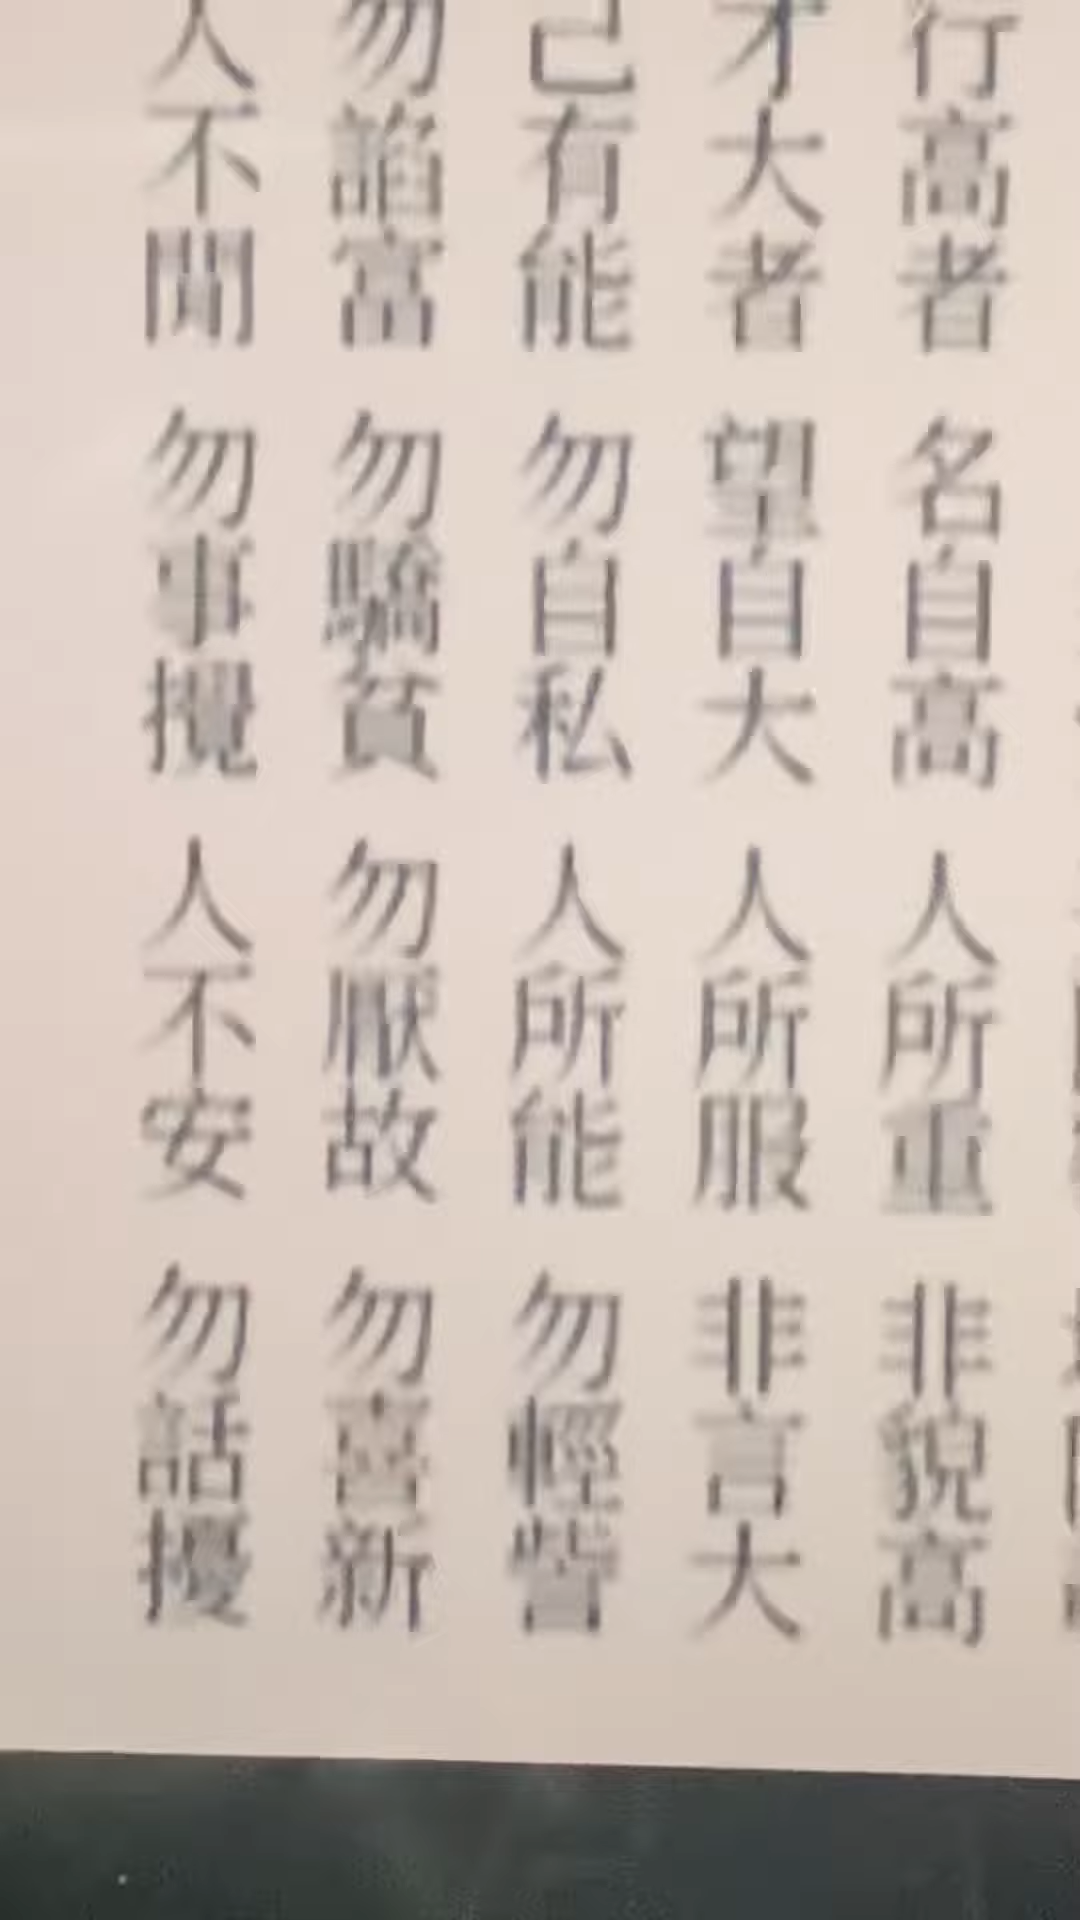 行高者 名自高 人所重 非貌高
才大者 望自大 人所服 非言大
己有能 勿自私 人所能 勿輕訾
勿諂富 勿驕貧 勿厭故 勿喜新
人不閒 勿事攪 人不安 勿話擾